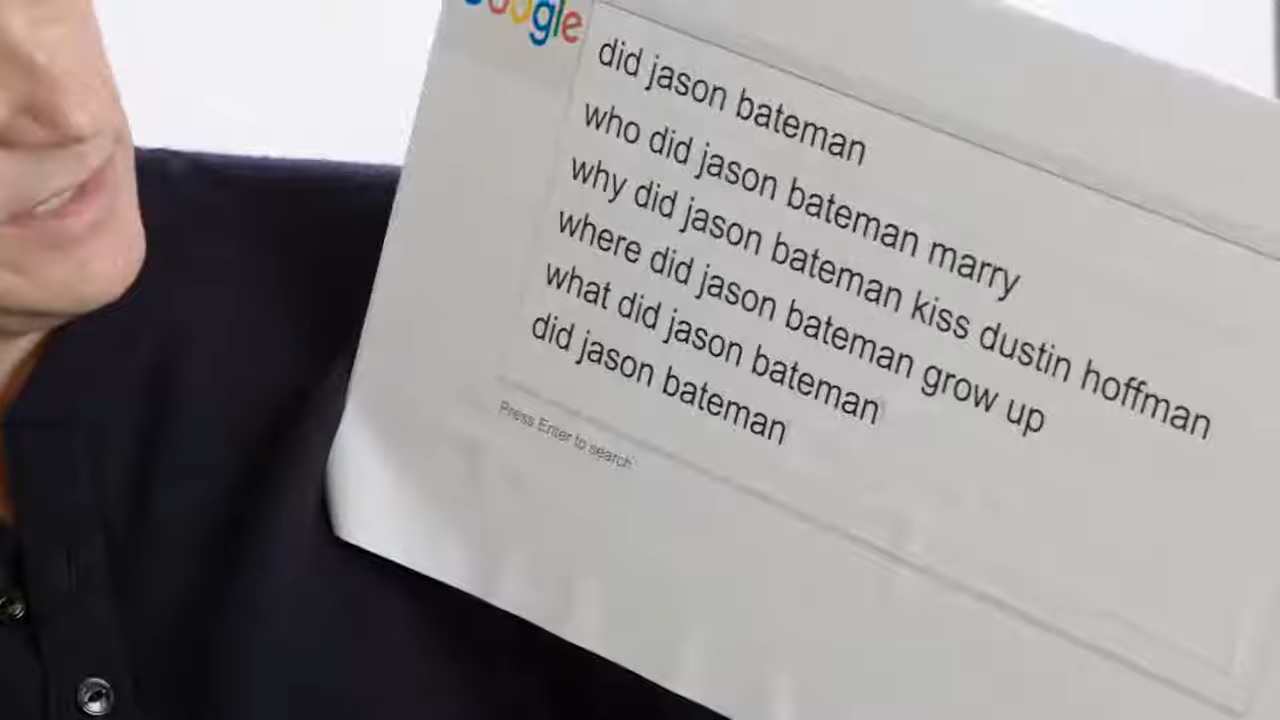 Google
did jason bateman
who did jason bateman marry
why did jason bateman kiss dustin hoffman
where did jason bateman grow up
what did jason bateman
did jason bateman
Press Enter to search